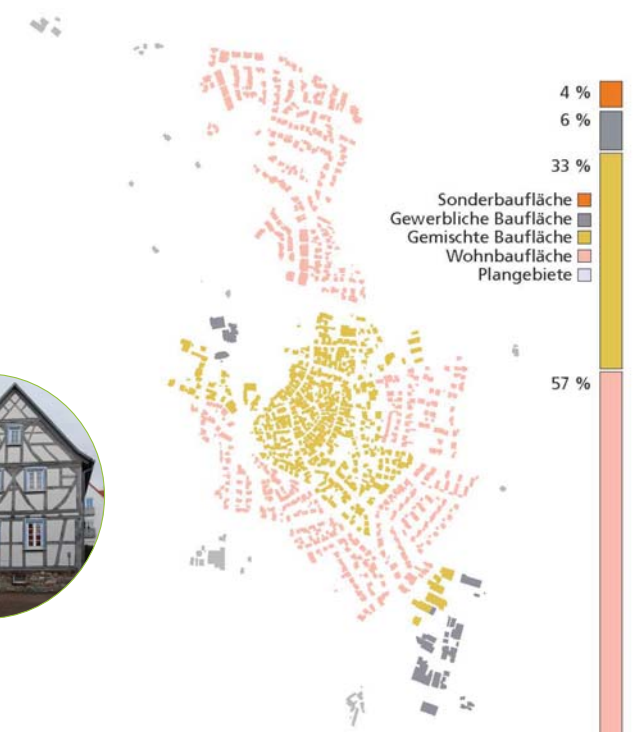 4 %
6 %
33 %
Sonderbaufläche
Gewerbliche Baufläche
Gemischte Baufläche
Wohnbaufläche
Plangebiete
57 %